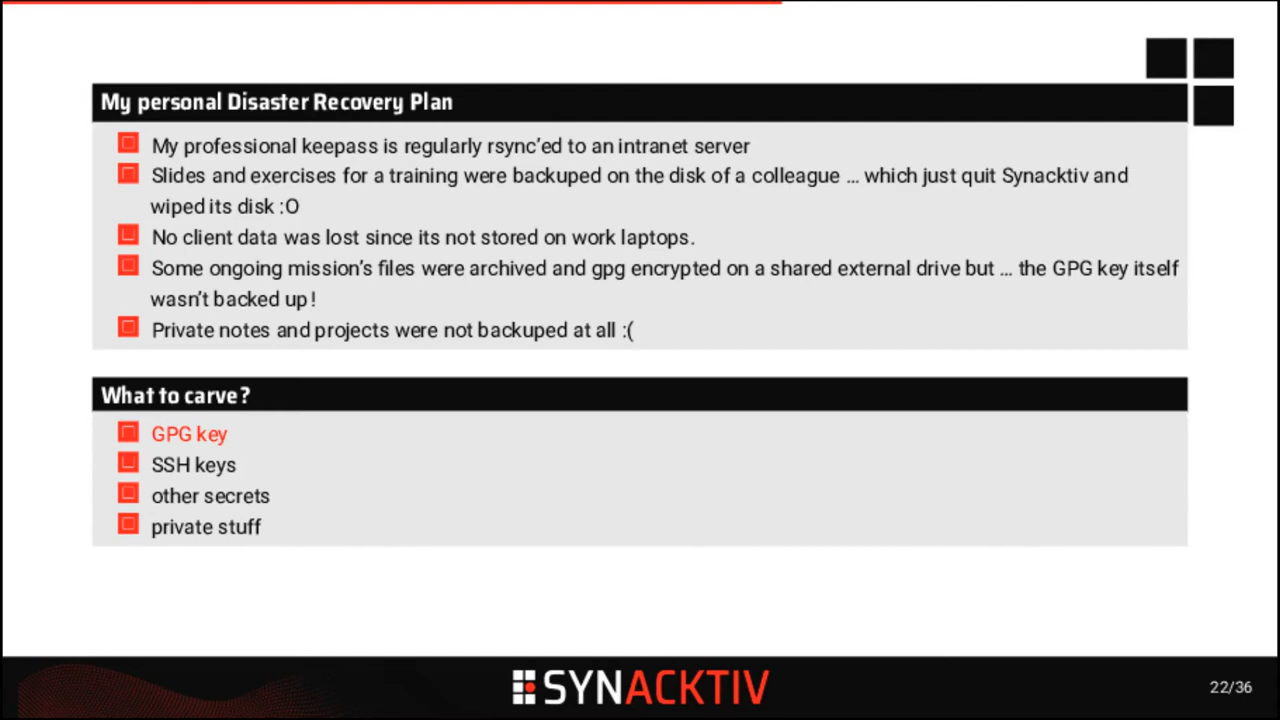 My personal Disaster Recovery Plan
My professional keepass is regularly rsync’ed to an intranet server
Slides and exercises for a training were backuped on the disk of a colleague ... which just quit Synacktiv and
wiped its disk :O
No client data was lost since its not stored on work laptops.
Some ongoing mission’s files were archived and gpg encrypted on a shared external drive but ... the GPG key itself
wasn’t backed up !
Private notes and projects were not backuped at all :(
What to carve?
GPG key
SSH keys
other secrets
private stuff
SYNACKTIV
22/36